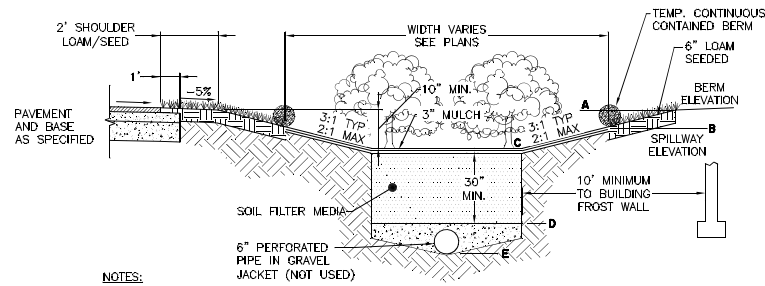 2' SHOULDER
LOAM/SEED
WIDTH VARIES
SEE PLANS
TEMP. CONTINUOUS
CONTAINED BERM
6" LOAM
SEEDED
1'
-5%
10" MIN.
A
BERM
ELEVATION
PAVEMENT
AND BASE
AS SPECIFIED
3:1 TYP
2:1 MAX
3" MULCH
3:1 TYP
2:1 MAX
C
B
SPILLWAY
ELEVATION
30"
MIN.
10' MINIMUM
TO BUILDING
FROST WALL
SOIL FILTER MEDIA
D
6" PERFORATED
PIPE IN GRAVEL
JACKET (NOT USED)
E
NOTES: